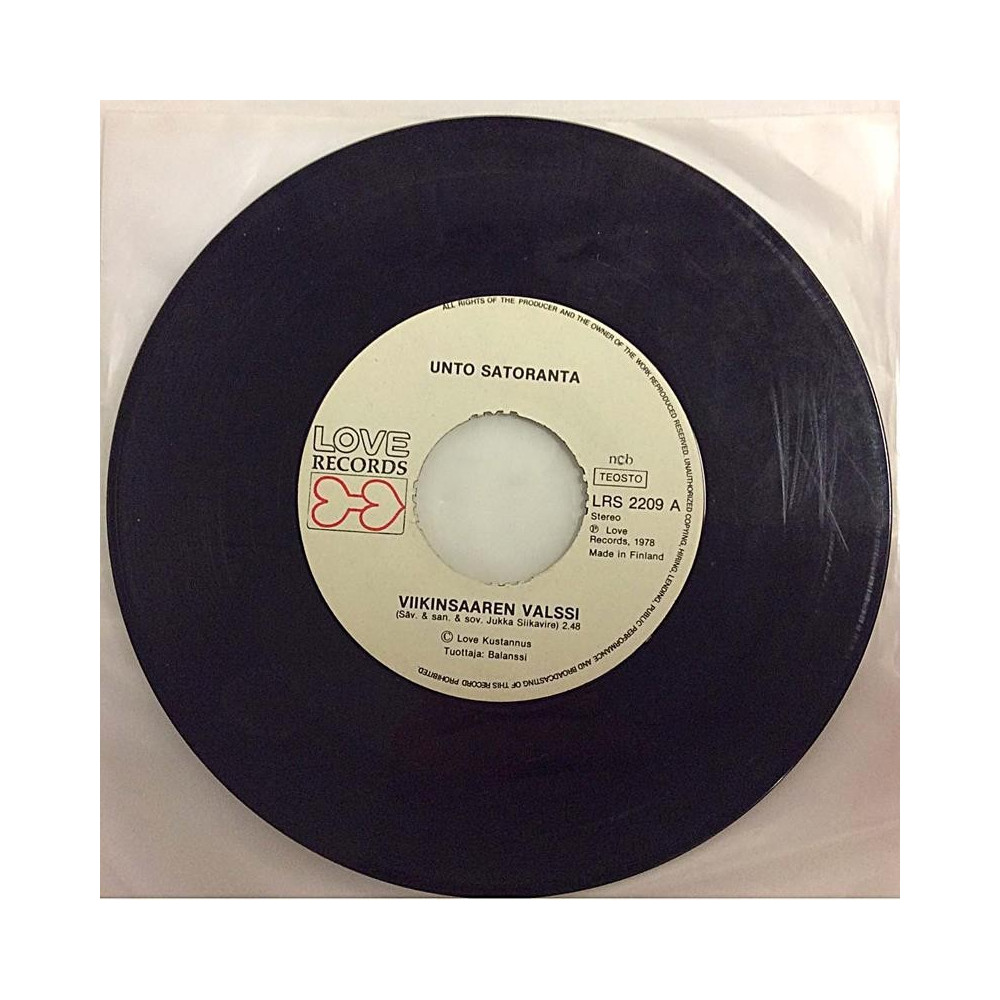 ALL RIGHTS OF THE PRODUCER AND THE OWNER OF THE WORK REPRODUCED RESERVED. UNAUTHORIZED COPYING, HIRING, LENDING, PUBLIC PERFORMANCE AND BROADCASTING OF THIS RECORD PROHIBITED.
UNTO SATORANTA
LOVE
RECORDS
ncb
TEOSTO
LRS 2209 A
Stereo
℗ Love
Records, 1978
Made in Finland
VIIKINSAAREN VALSSI
(Säv. & san. & sov. Jukka Siikavire) 2.48
© Love Kustannus
Tuottaja: Balanssi